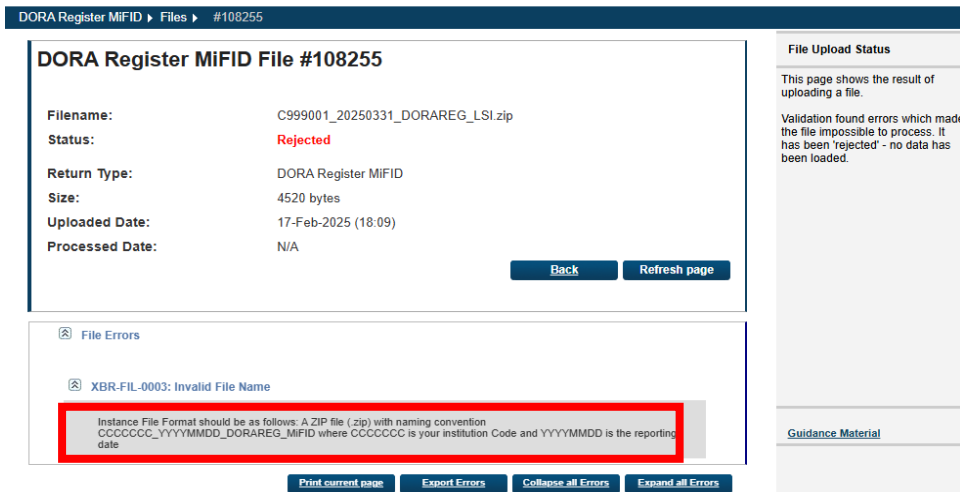 DORA Register MiFID ▸ Files ▸ #108255
DORA Register MiFID File #108255
Filename: C999001_20250331_DORAREG_LSI.zip
Status: Rejected
Return Type: DORA Register MiFID
Size: 4520 bytes
Uploaded Date: 17-Feb-2025 (18:09)
Processed Date: N/A
Back Refresh page
File Errors
XBR-FIL-0003: Invalid File Name
Instance File Format should be as follows: A ZIP file (.zip) with naming convention
CCCCCCC_YYYYMMDD_DORAREG_MiFID where CCCCCCC is your institution Code and YYYYMMDD is the reporting
date
Print current page Export Errors Collapse all Errors Expand all Errors
File Upload Status
This page shows the result of
uploading a file.
Validation found errors which made
the file impossible to process. It
has been 'rejected' - no data has
been loaded.
Guidance Material